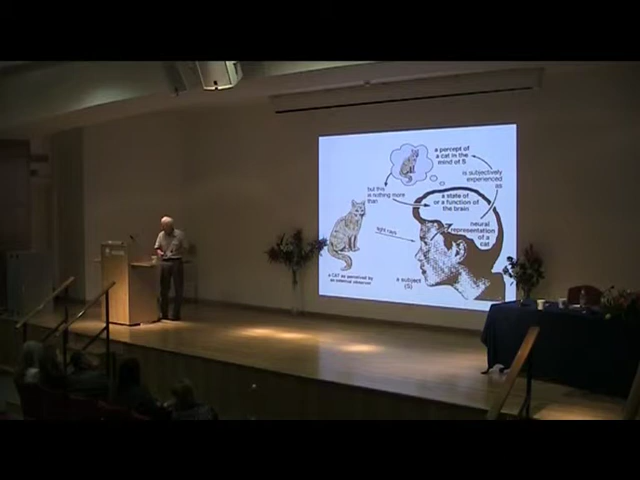 a percept of
a cat in the
mind of S
is subjectively
experienced
as
but this
is nothing more
than
a state of
or a function of
the brain
neural
representation
of a
cat
light rays
a CAT as perceived by
an external observer
a subject
(S)